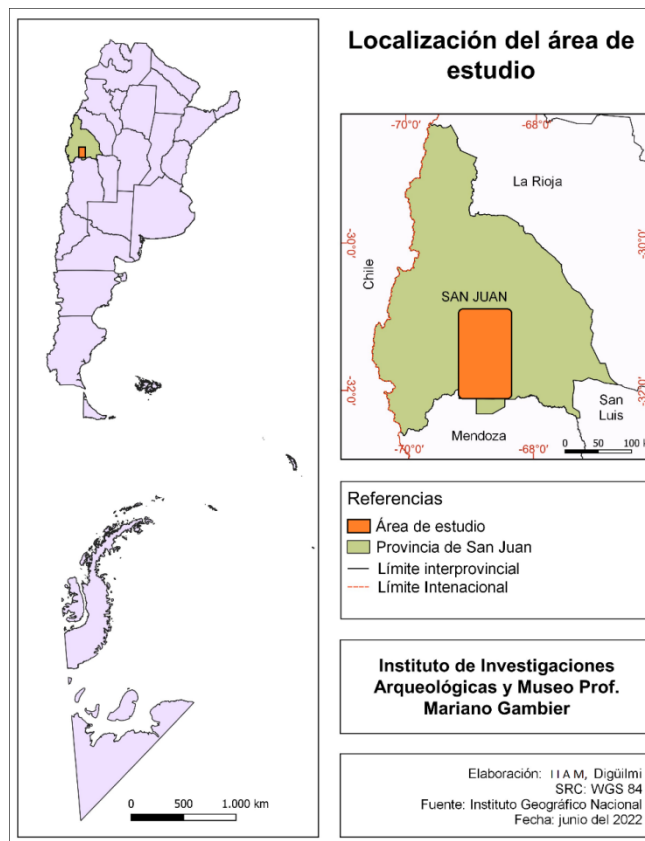 Localización del área de
estudio
-70°0'
-68°0'
La Rioja
-30°0'
-30°0'
Chile
SAN JUAN
-32°0'
-32°0'
San
Luis
Mendoza
0 50 100 k
-70°0'
-68°0'
Referencias
Área de estudio
Provincia de San Juan
Límite interprovincial
Límite Intenacional
Instituto de Investigaciones
Arqueológicas y Museo Prof.
Mariano Gambier
Elaboración: IIAM, Digüilmi
SRC: WGS 84
Fuente: Instituto Geográfico Nacional
Fecha: junio del 2022
0 500 1.000 km